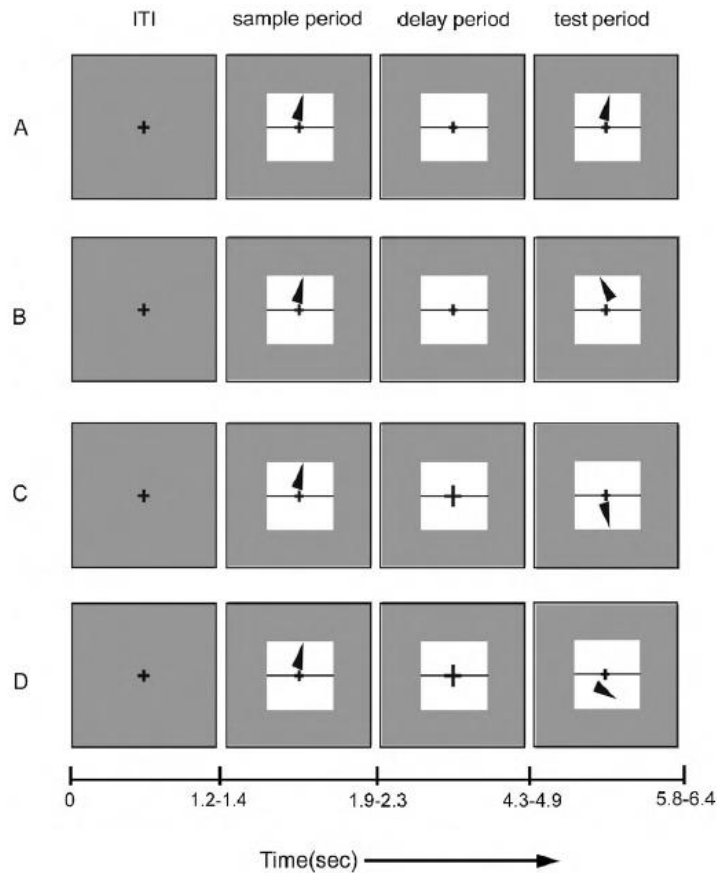 ITI sample period delay period test period
A
B
C
D
0 1.2-1.4 1.9-2.3 4.3-4.9 5.8-6.4
Time(sec)